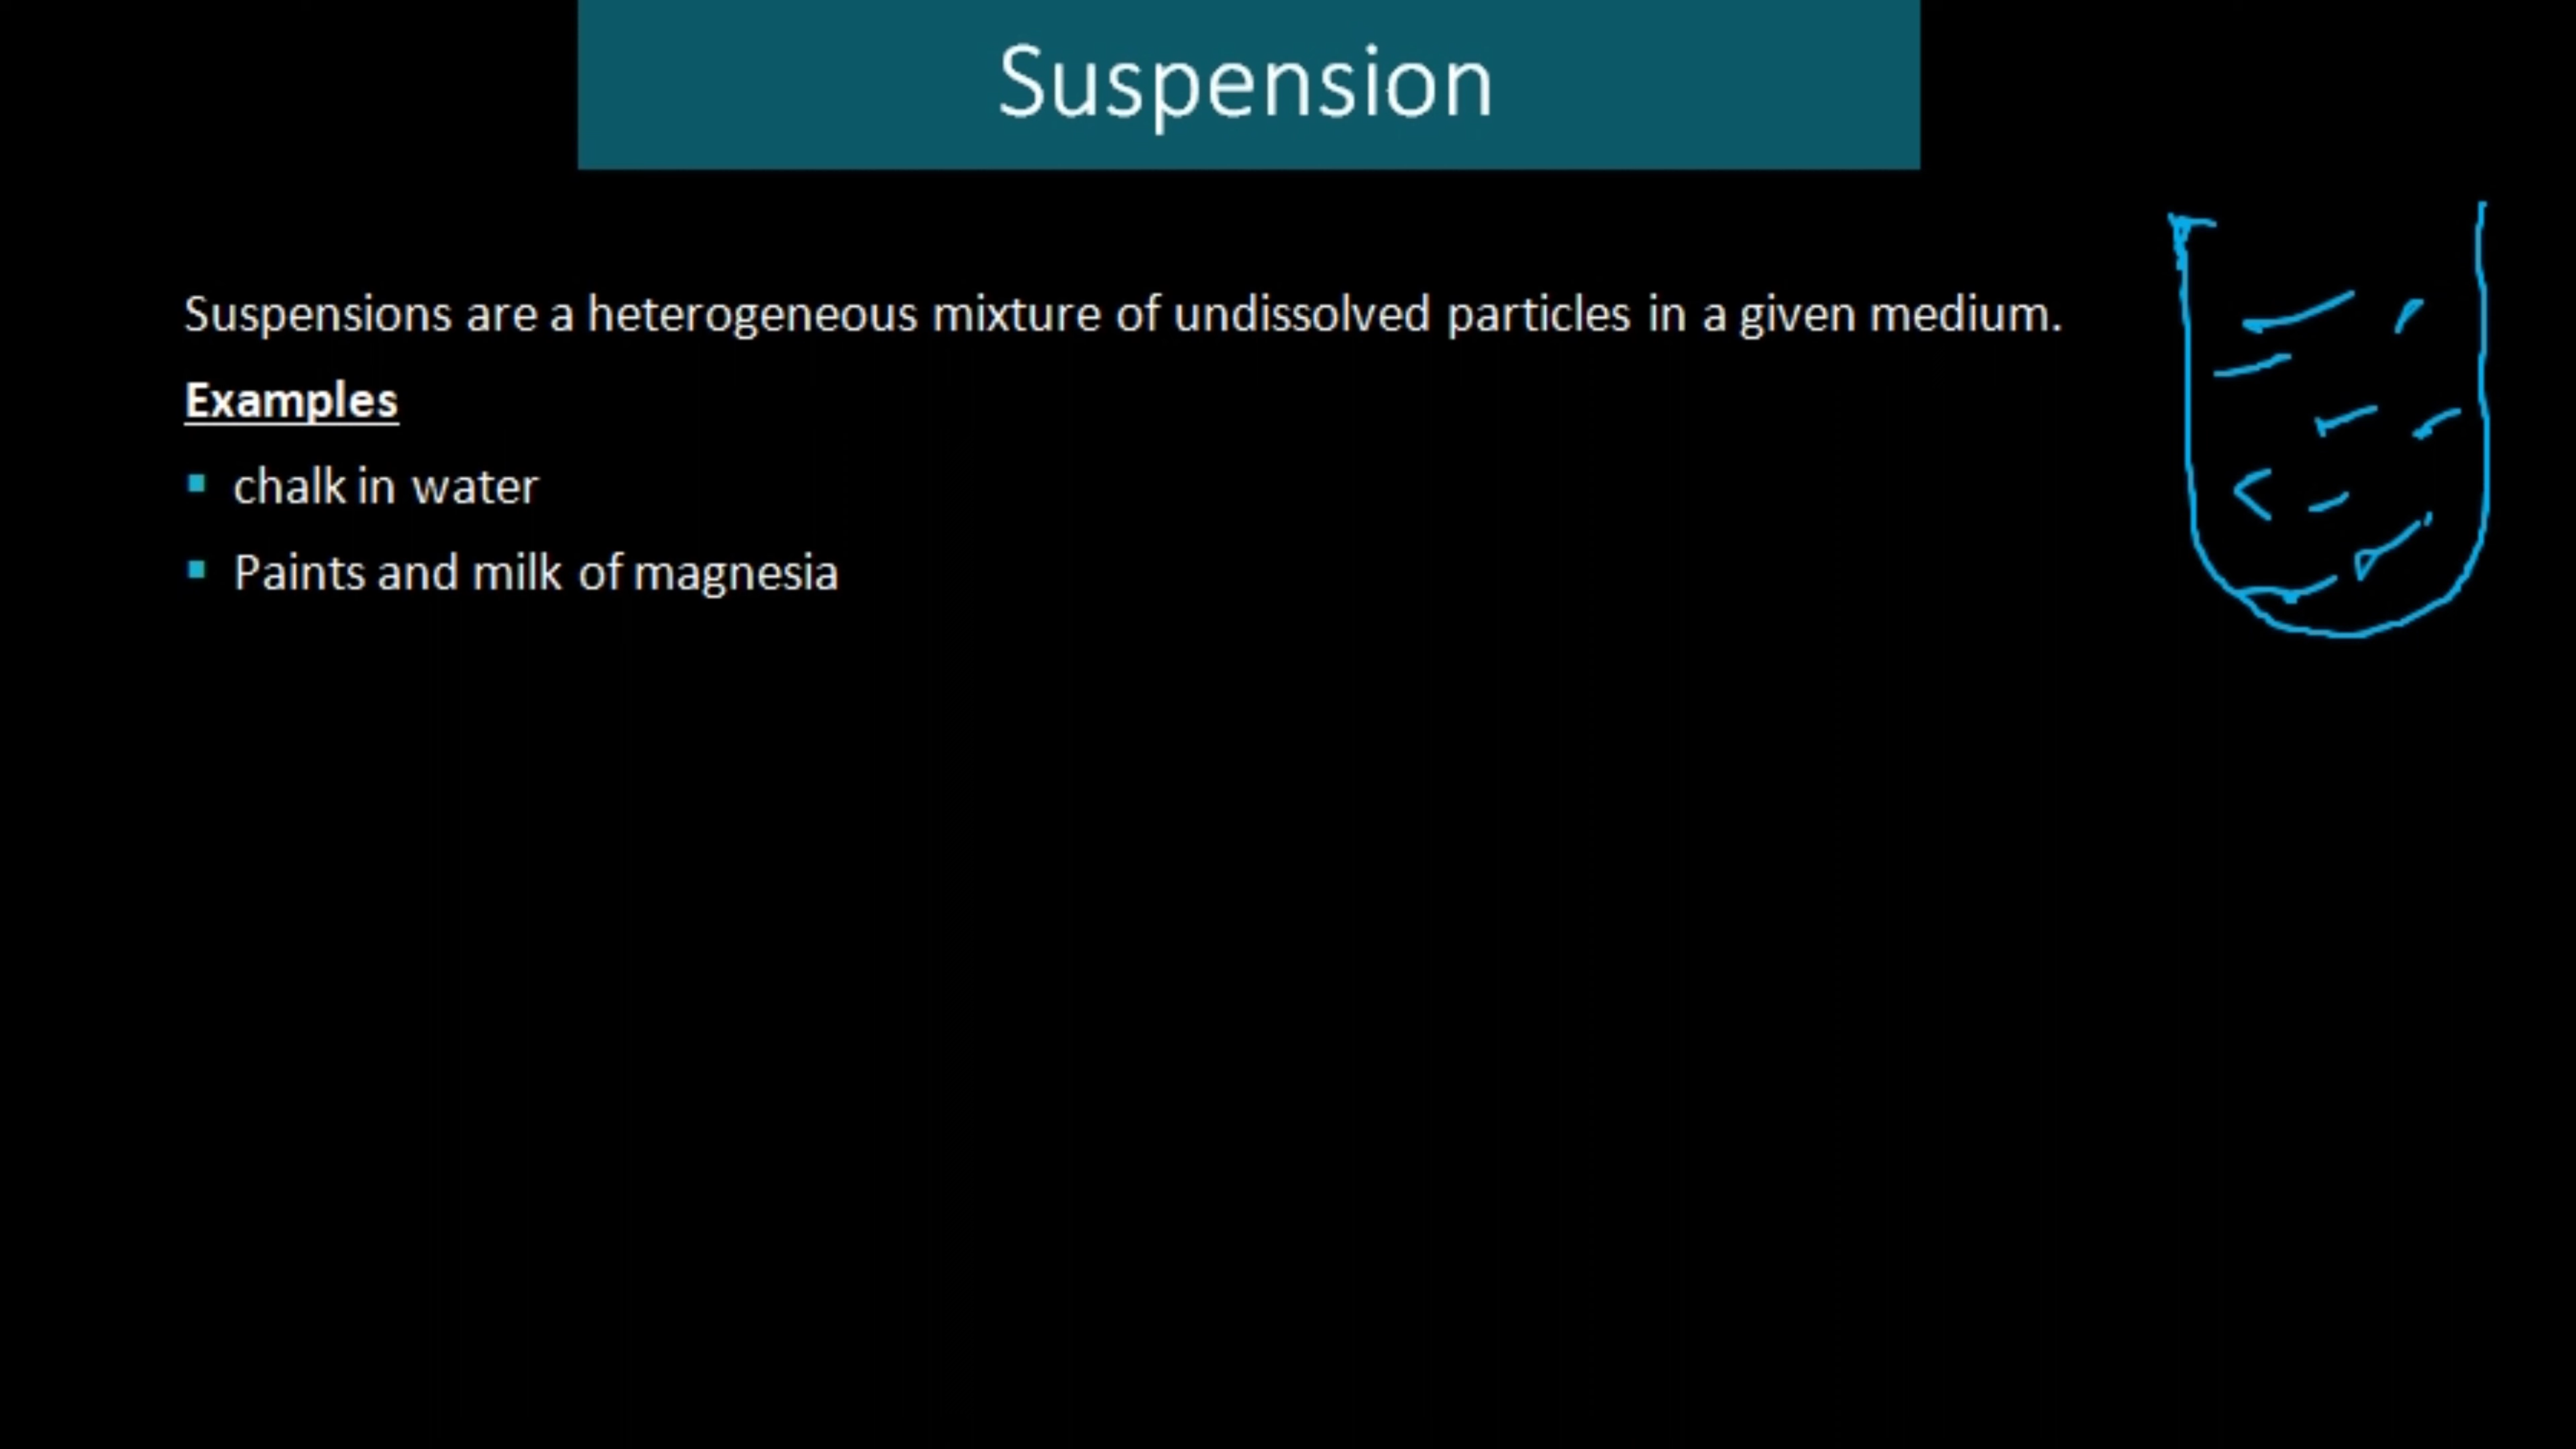 Suspension
Suspensions are a heterogeneous mixture of undissolved particles in a given medium.
Examples
▪ chalk in water
▪ Paints and milk of magnesia